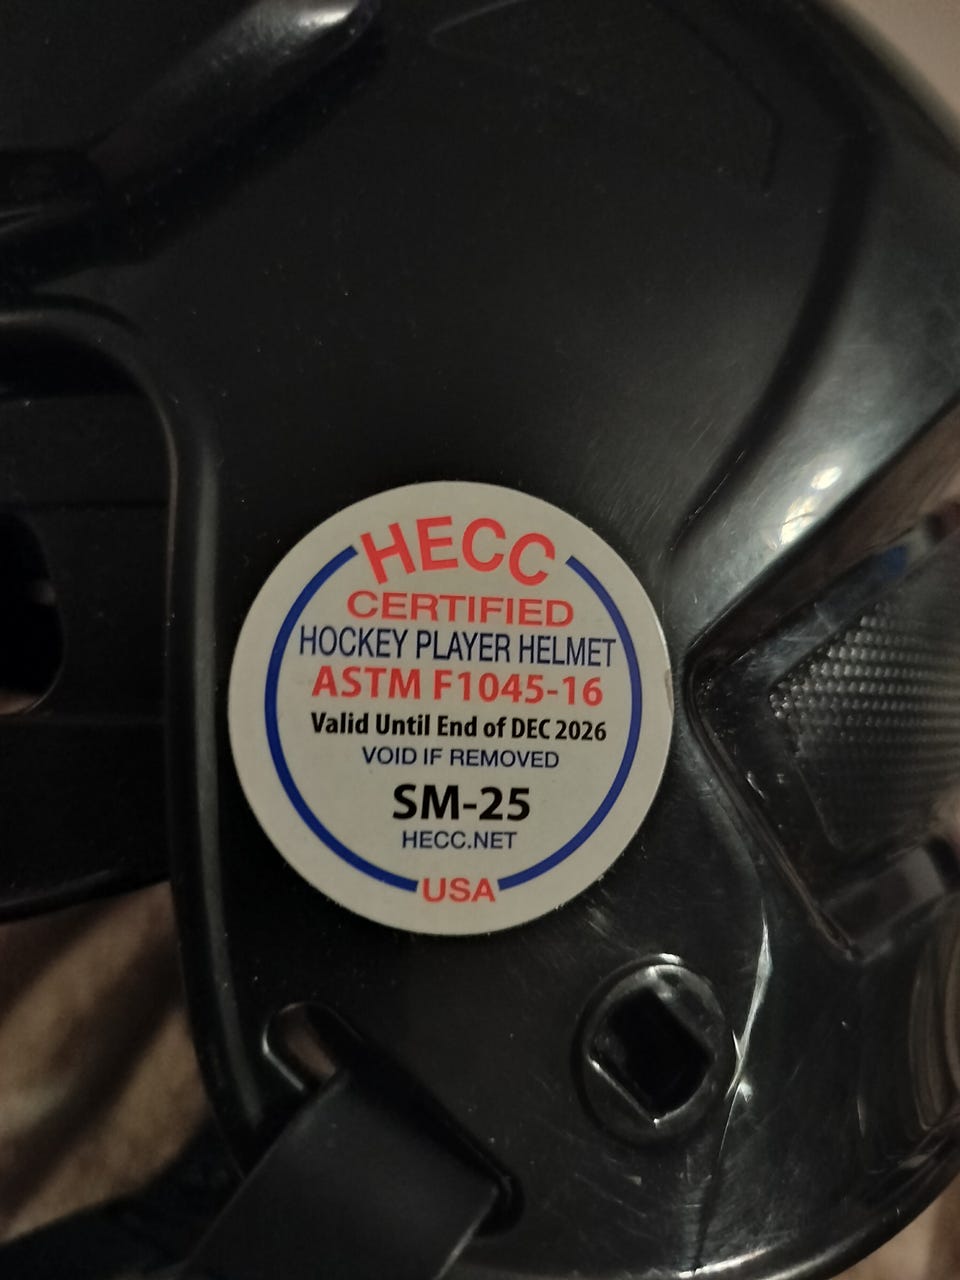 HECC
CERTIFIED
HOCKEY PLAYER HELMET
ASTM F1045-16
Valid Until End of DEC 2026
VOID IF REMOVED
SM-25
HECC.NET
USA